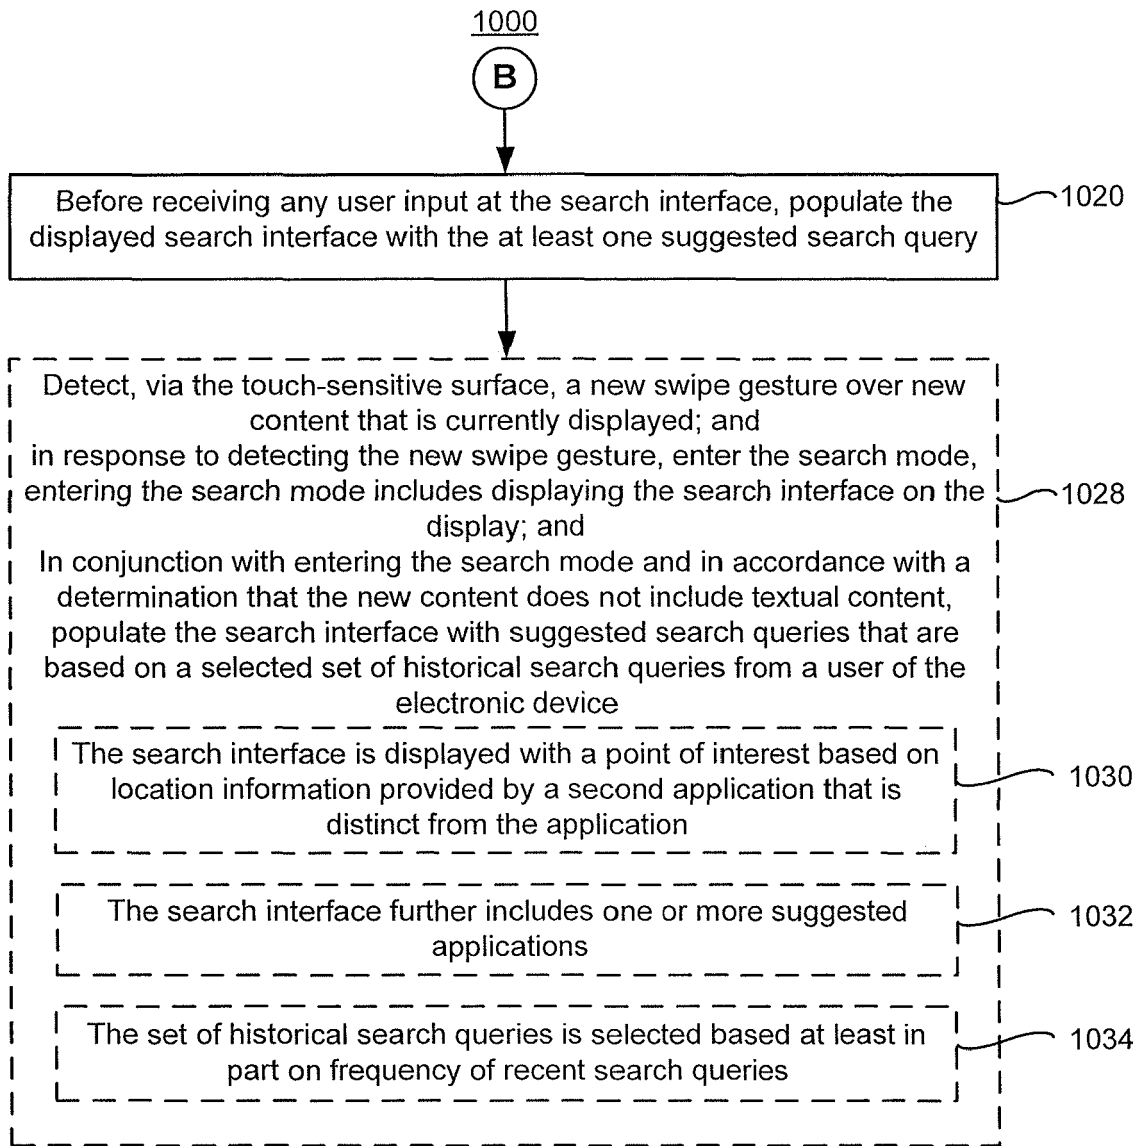 1000
B
Before receiving any user input at the search interface, populate the
displayed search interface with the at least one suggested search query
1020
Detect, via the touch-sensitive surface, a new swipe gesture over new
content that is currently displayed; and
in response to detecting the new swipe gesture, enter the search mode,
entering the search mode includes displaying the search interface on the
display; and
In conjunction with entering the search mode and in accordance with a
determination that the new content does not include textual content,
populate the search interface with suggested search queries that are
based on a selected set of historical search queries from a user of the
electronic device
1028
The search interface is displayed with a point of interest based on
location information provided by a second application that is
distinct from the application
1030
The search interface further includes one or more suggested
applications
1032
The set of historical search queries is selected based at least in
part on frequency of recent search queries
1034